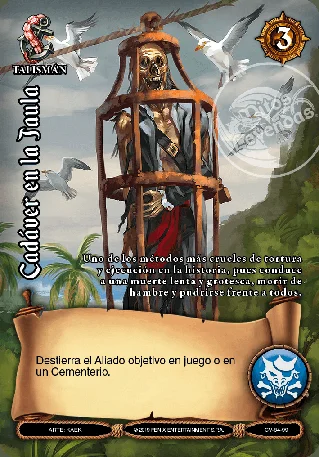 3
TALISMÁN
Cadáver en la Jaula
Mitos y Leyendas
Uno de los métodos más crueles de tortura
y ejecución en la historia, pues conduce
a una muerte lenta y grotesca, morir de
hambre y pudrirse frente a todos.
Destierra el Aliado objetivo en juego o en
un Cementerio.